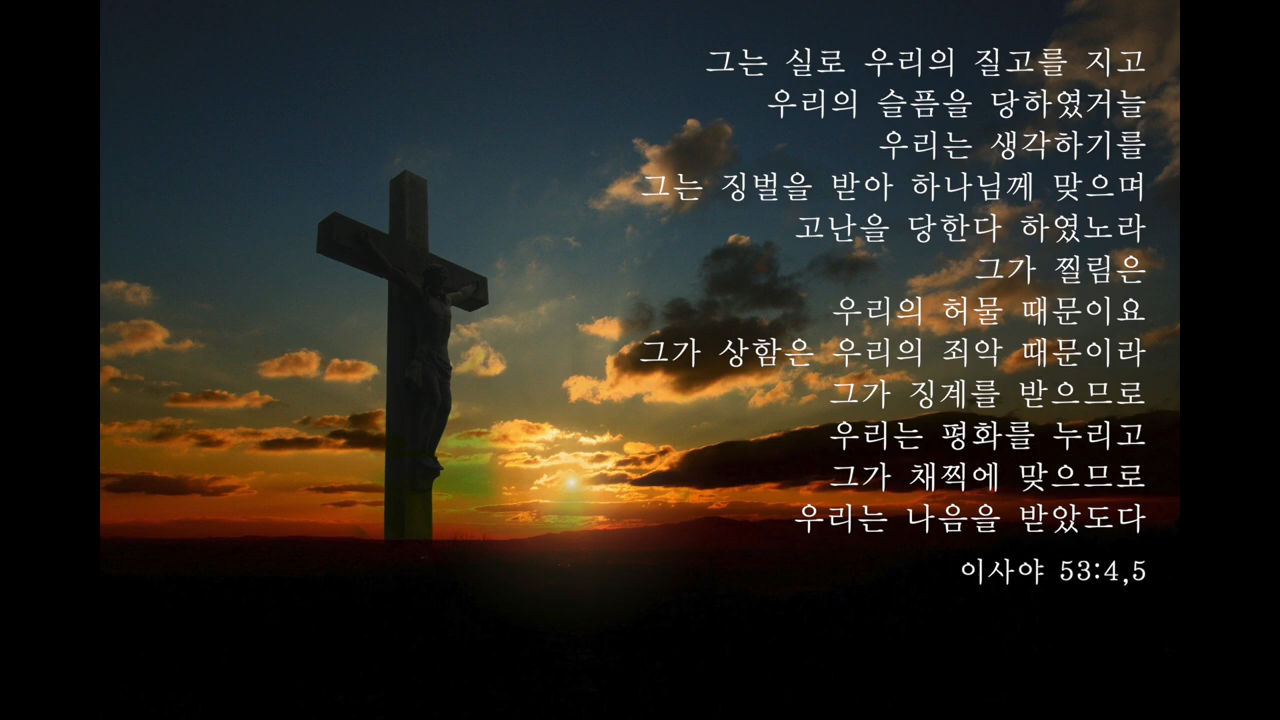 그는 실로 우리의 질고를 지고
우리의 슬픔을 당하였거늘
우리는 생각하기를
그는 징벌을 받아 하나님께 맞으며
고난을 당한다 하였노라
그가 찔림은
우리의 허물 때문이요
그가 상함은 우리의 죄악 때문이라
그가 징계를 받으므로
우리는 평화를 누리고
그가 채찍에 맞으므로
우리는 나음을 받았도다
이사야 53:4,5